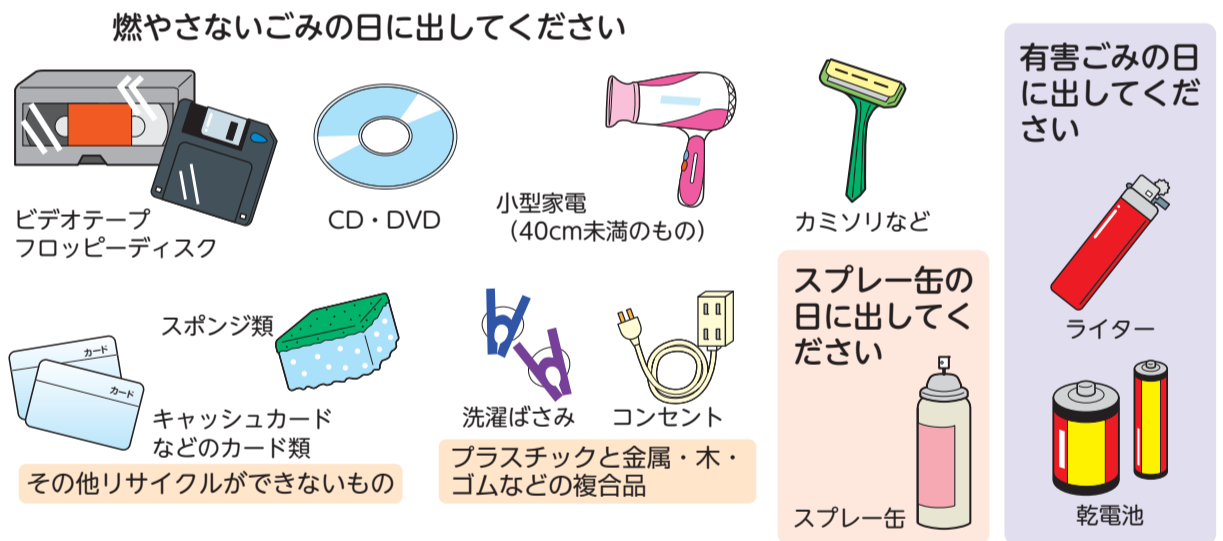 燃やさないごみの日に出してください
ビデオテープ
フロッピーディスク
CD・DVD
小型家電
（40cm未満のもの）
カミソリなど
カード
カード
キャッシュカード
などのカード類
スポンジ類
その他リサイクルができないもの
洗濯ばさみ
コンセント
プラスチックと金属・木・
ゴムなどの複合品
スプレー缶の
日に出してく
ださい
スプレー缶
有害ごみの日
に出してくだ
さい
ライター
乾電池